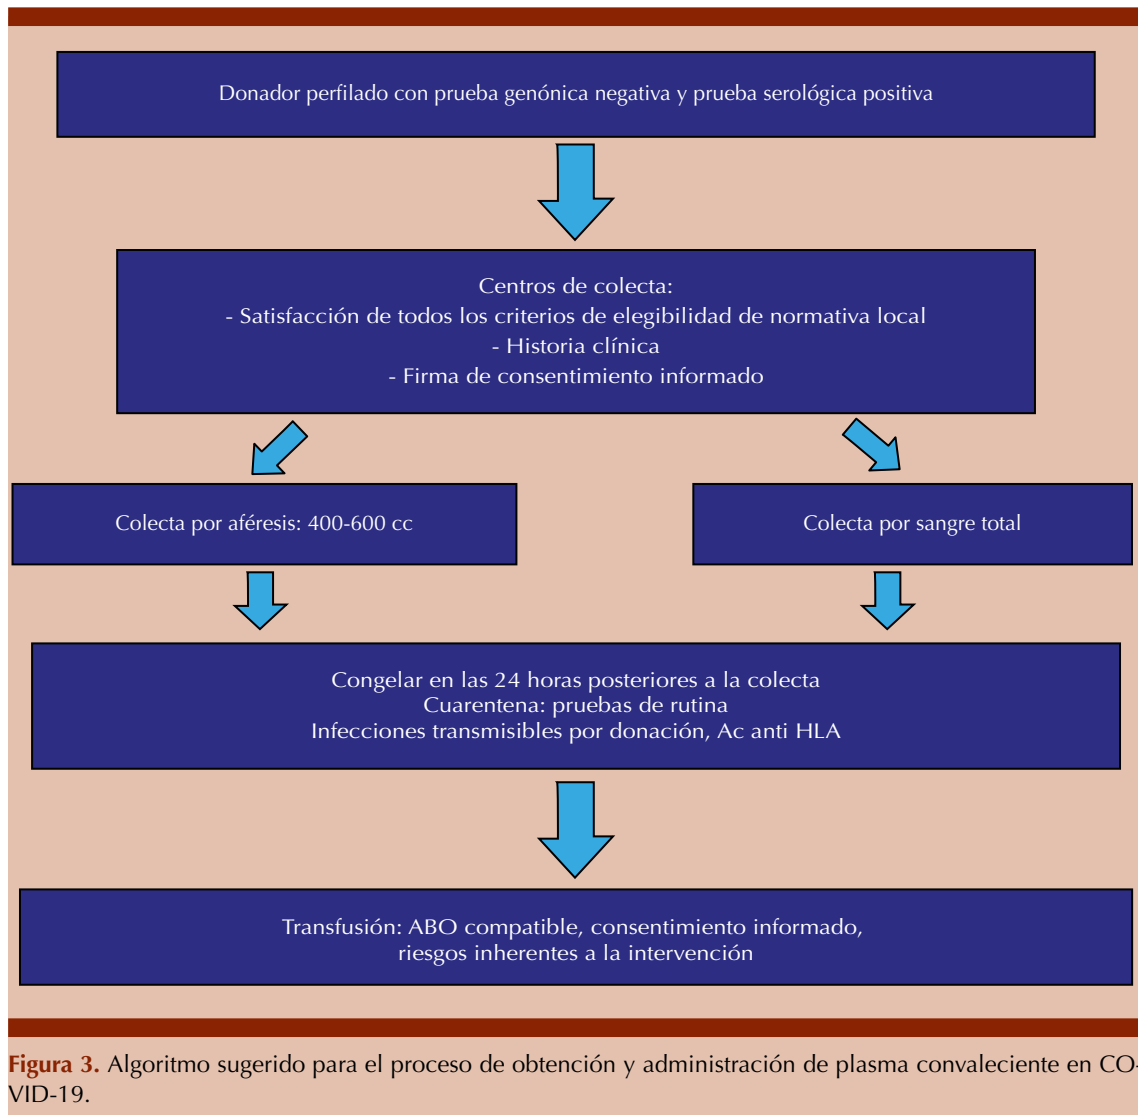 Donador perfilado con prueba genónica negativa y prueba serológica positiva
Centros de colecta:
- Satisfacción de todos los criterios de elegibilidad de normativa local
- Historia clínica
- Firma de consentimiento informado
Colecta por aféresis: 400-600 cc
Colecta por sangre total
Congelar en las 24 horas posteriores a la colecta
Cuarentena: pruebas de rutina
Infecciones transmisibles por donación, Ac anti HLA
Transfusión: ABO compatible, consentimiento informado,
riesgos inherentes a la intervención
Figura 3. Algoritmo sugerido para el proceso de obtención y administración de plasma convaleciente en CO-
VID-19.